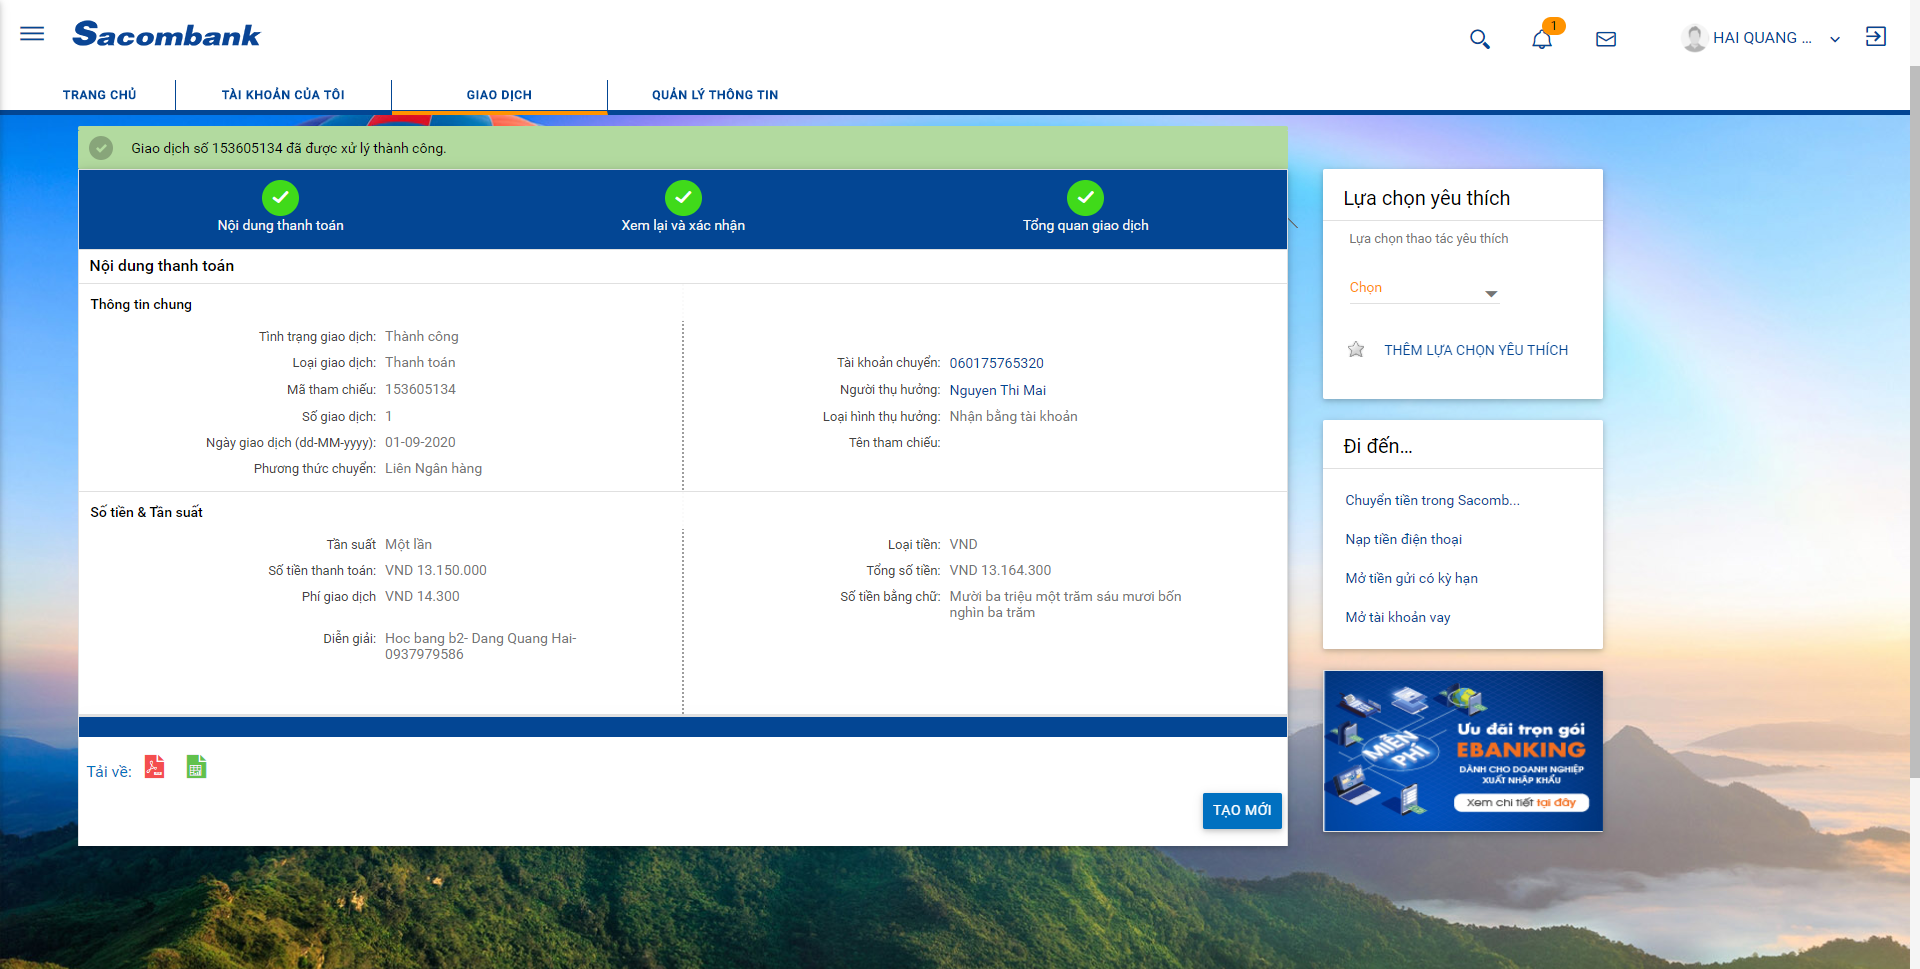 Sacombank
1
HAI QUANG ...
TRANG CHỦ
TÀI KHOẢN CỦA TÔI
GIAO DỊCH
QUẢN LÝ THÔNG TIN
Giao dịch số 153605134 đã được xử lý thành công.
Nội dung thanh toán
Xem lại và xác nhận
Tổng quan giao dịch
Nội dung thanh toán
Thông tin chung
Tình trạng giao dịch: Thành công
Loại giao dịch: Thanh toán
Mã tham chiếu: 153605134
Số giao dịch: 1
Ngày giao dịch (dd-MM-yyyy): 01-09-2020
Phương thức chuyển: Liên Ngân hàng
Tài khoản chuyển: 060175765320
Người thụ hưởng: Nguyen Thi Mai
Loại hình thụ hưởng: Nhận bằng tài khoản
Tên tham chiếu:
Số tiền & Tần suất
Tần suất Một lần
Số tiền thanh toán: VND 13.150.000
Phí giao dịch VND 14.300
Diễn giải: Hoc bang b2- Dang Quang Hai-
0937979586
Loại tiền: VND
Tổng số tiền: VND 13.164.300
Số tiền bằng chữ: Mười ba triệu một trăm sáu mươi bốn
nghìn ba trăm
Tải về:
TẠO MỚI
Lựa chọn yêu thích
Lựa chọn thao tác yêu thích
Chọn
THÊM LỰA CHỌN YÊU THÍCH
Đi đến...
Chuyển tiền trong Sacomb...
Nạp tiền điện thoại
Mở tiền gửi có kỳ hạn
Mở tài khoản vay
MIỄN PHÍ
Ưu đãi trọn gói
EBANKING
DÀNH CHO DOANH NGHIỆP
XUẤT NHẬP KHẨU
Xem chi tiết tại đây